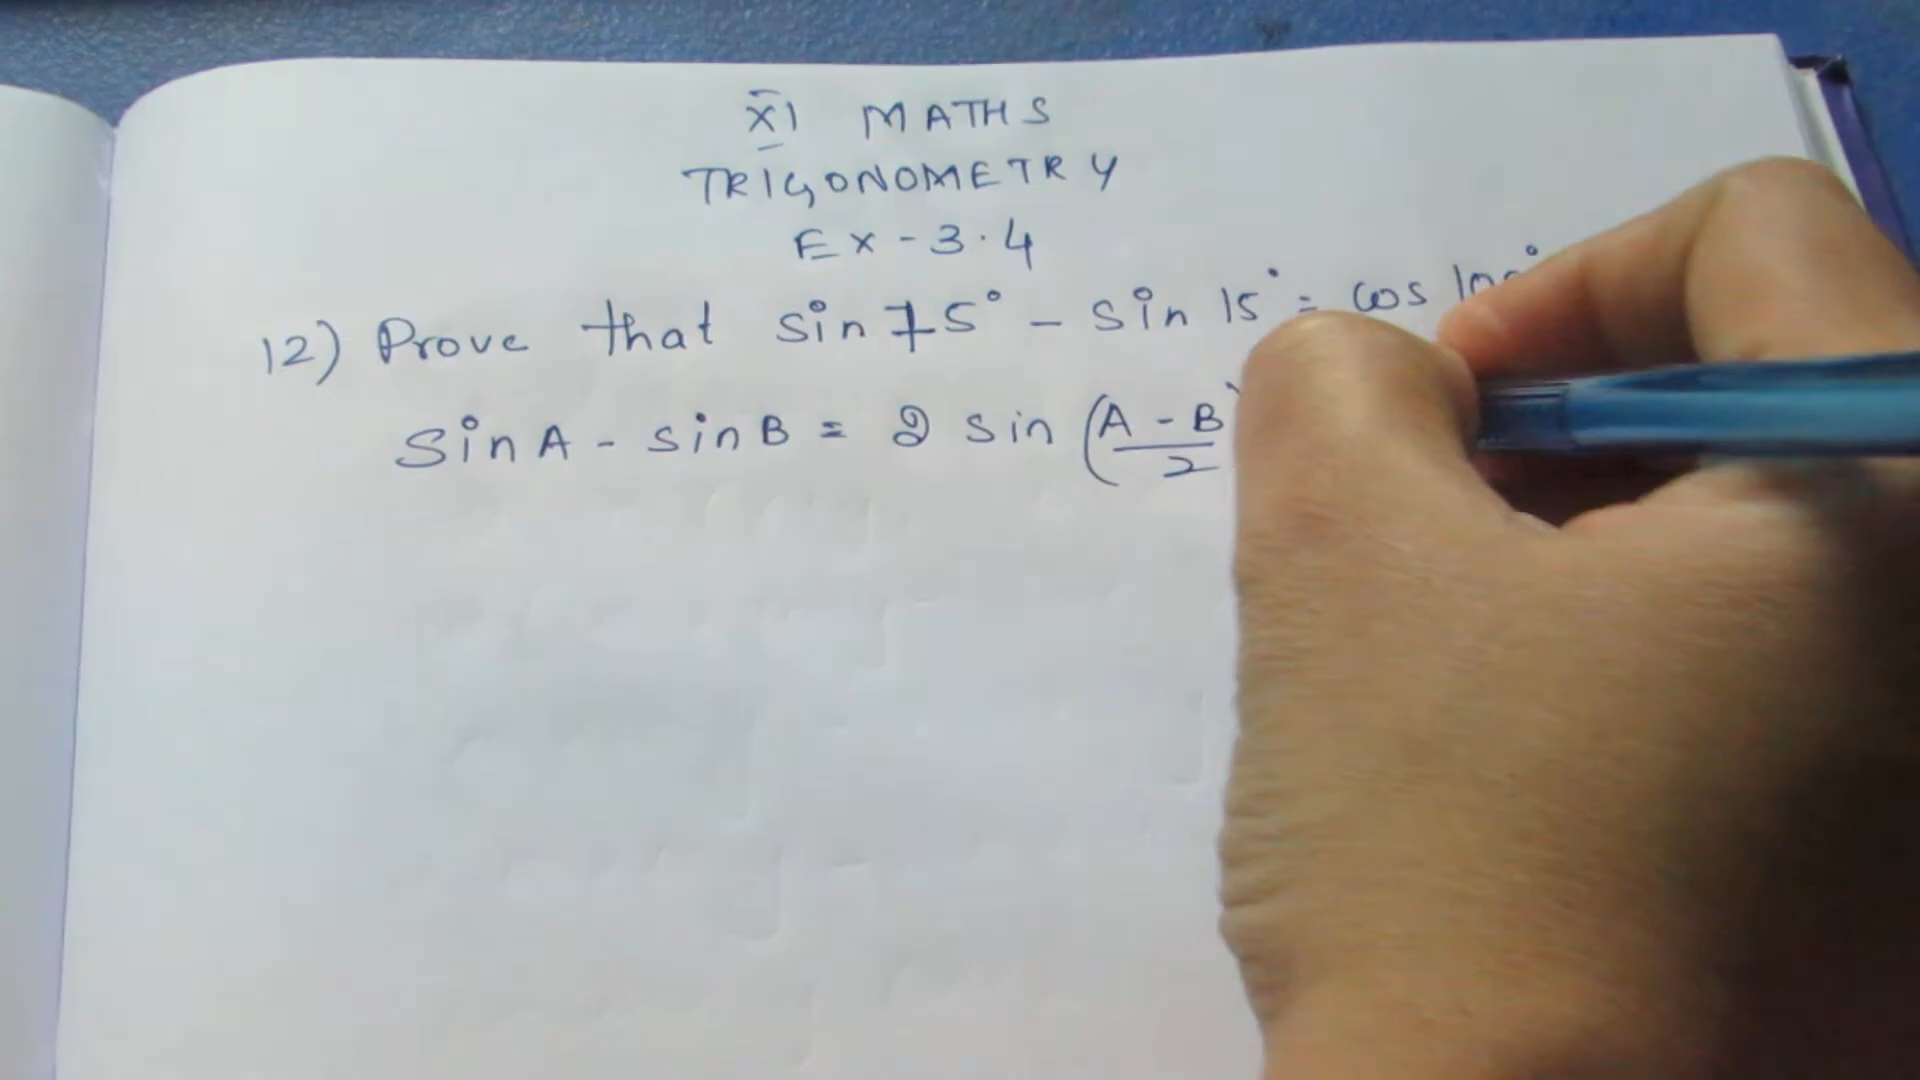 XI MATHS
TRIGONOMETRY
EX - 3.4
12) Prove that sin 75° - sin 15° = cos
sin A - sin B = 2 sin (A - B / 2